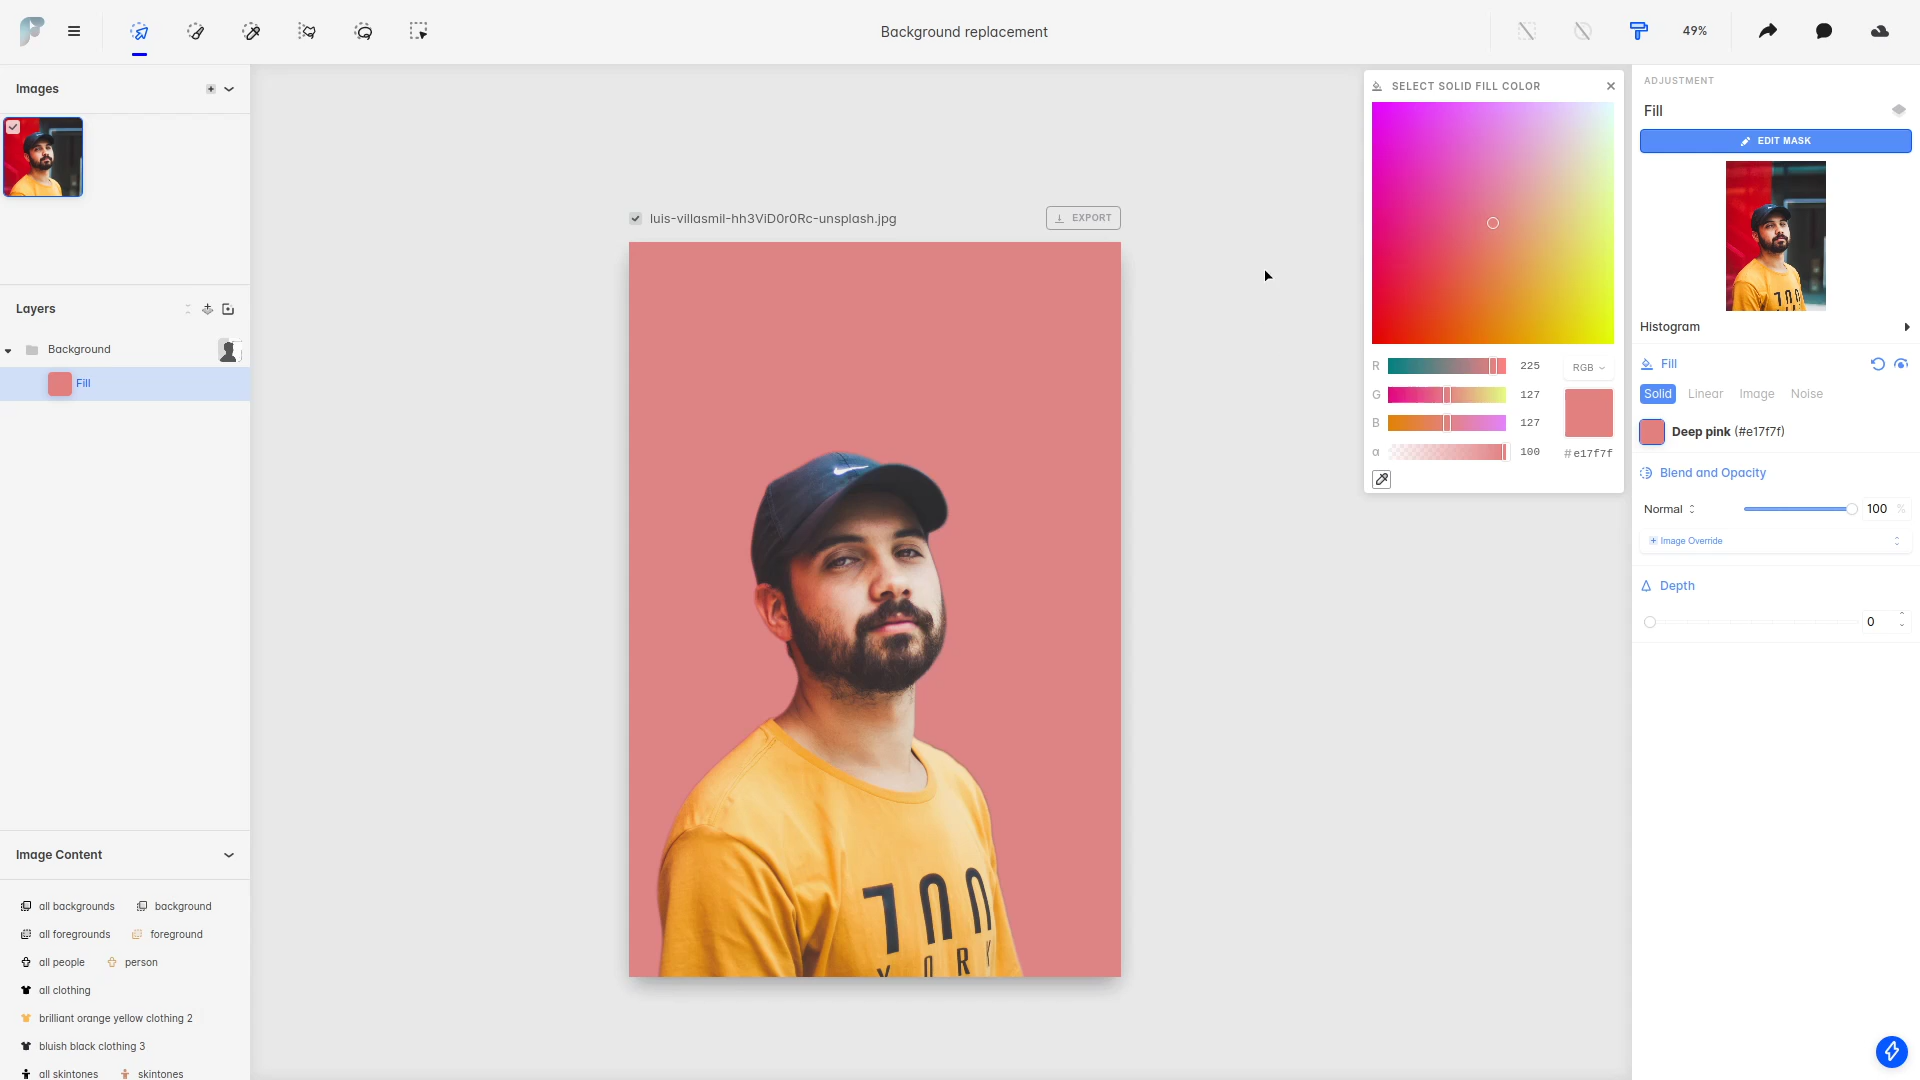 Background replacement
49%
Images
luis-villasmil-hh3ViD0r0Rc-unsplash.jpg
EXPORT
Layers
Background
Fill
Image Content
all backgrounds
background
all foregrounds
foreground
all people
person
all clothing
brilliant orange yellow clothing 2
bluish black clothing 3
all skintones
skintones
SELECT SOLID FILL COLOR
R 225
G 127
B 127
α 100
RGB
#e17f7f
ADJUSTMENT
Fill
EDIT MASK
Histogram
Fill
Solid Linear Image Noise
Deep pink (#e17f7f)
Blend and Opacity
Normal 100 %
+ Image Override
Depth
0